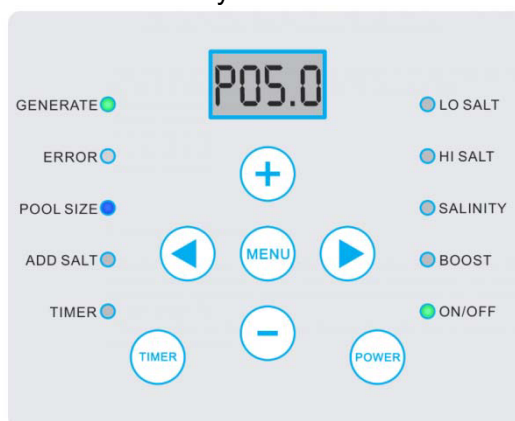 y
P05.0
GENERATE
LO SALT
ERROR
+
HI SALT
POOL SIZE
SALINITY
ADD SALT
MENU
BOOST
TIMER
-
ON/OFF
TIMER
POWER